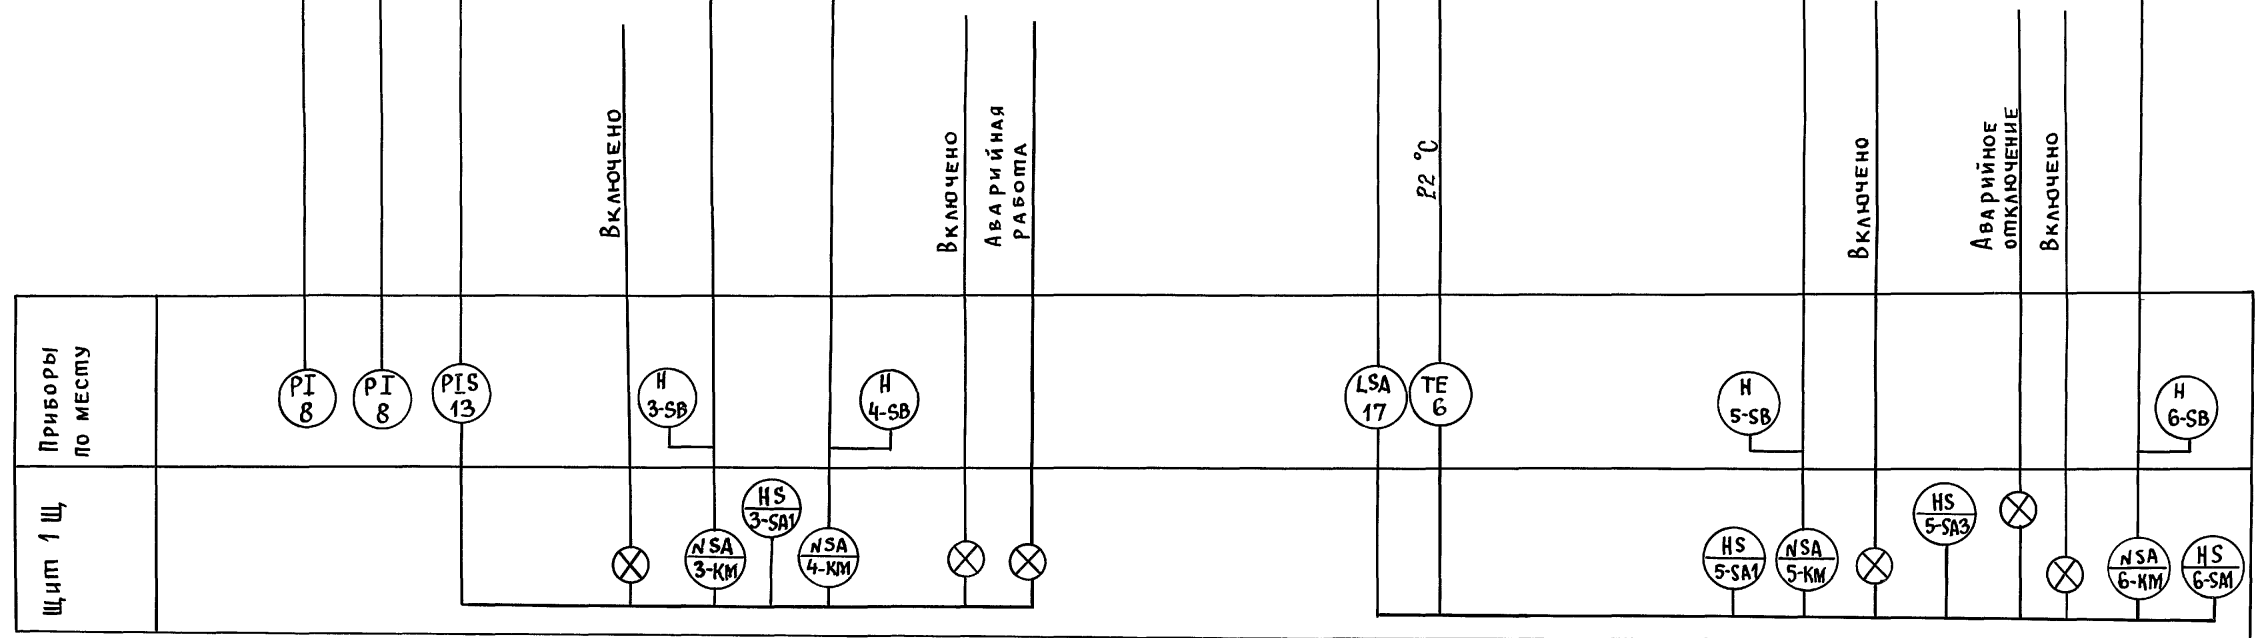 Включено
Включено
Аварийная
работа
P2 °C
Включено
Аварийное
отключение
Включено
Приборы
по месту
PI
8
PI
8
PIS
13
H
3-SB
H
4-SB
LSA
17
TE
6
H
5-SB
H
6-SB
Щит 1 Щ
NSA
3-KM
HS
3-SA1
NSA
4-KM
HS
5-SA1
NSA
5-KM
HS
5-SA3
NSA
6-KM
HS
6-SA1